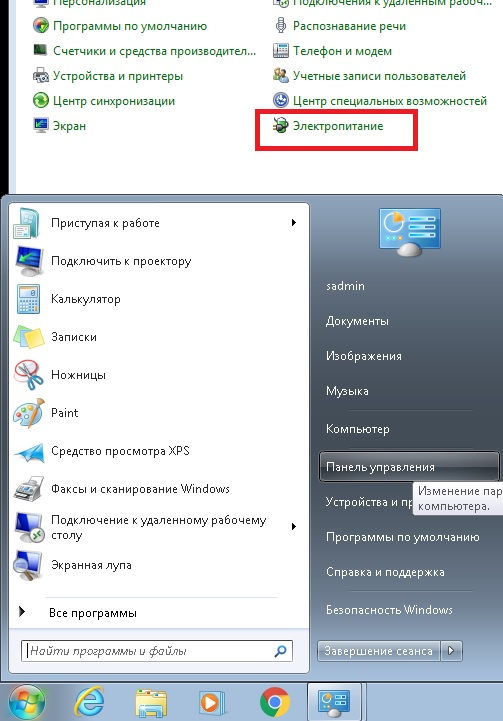 Персонализация
Подключения к удаленным рабоч...
Программы по умолчанию
Распознавание речи
Счетчики и средства производител...
Телефон и модем
Устройства и принтеры
Учетные записи пользователей
Центр синхронизации
Центр специальных возможностей
Экран
Электропитание
Приступая к работе
Подключить к проектору
Калькулятор
Записки
Ножницы
Paint
Средство просмотра XPS
Факсы и сканирование Windows
Подключение к удаленному рабочему
столу
Экранная лупа
Все программы
Найти программы и файлы
sadmin
Документы
Изображения
Музыка
Компьютер
Панель управления
Изменение пар
компьютера.
Устройства и пр
Программы по умолчанию
Справка и поддержка
Безопасность Windows
Завершение сеанса